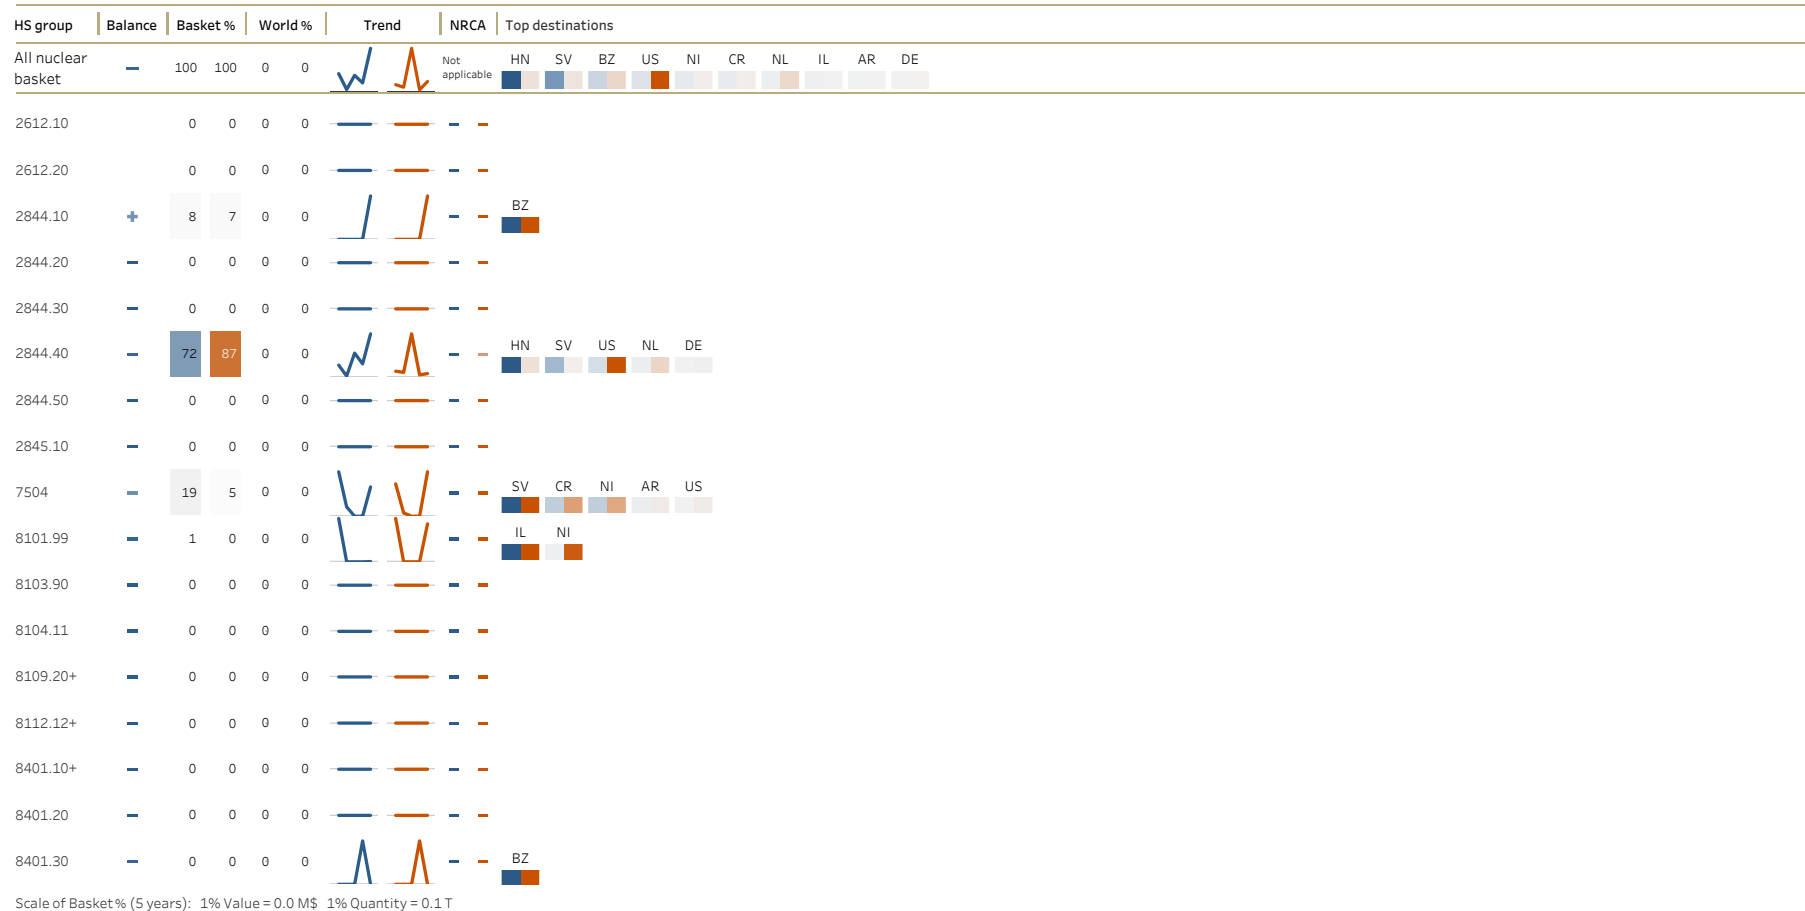 HS group Balance Basket % World % Trend NRCA Top destinations
All nuclear basket 100 100 0 0 Not applicable HN SV BZ US NI CR NL IL AR DE
2612.10 0 0 0 0
2612.20 0 0 0 0
2844.10 8 7 0 0 BZ
2844.20 0 0 0 0
2844.30 0 0 0 0
2844.40 72 87 0 0 HN SV US NL DE
2844.50 0 0 0 0
2845.10 0 0 0 0
7504 19 5 0 0 SV CR NI AR US
8101.99 1 0 0 0 IL NI
8103.90 0 0 0 0
8104.11 0 0 0 0
8109.20+ 0 0 0 0
8112.12+ 0 0 0 0
8401.10+ 0 0 0 0
8401.20 0 0 0 0
8401.30 0 0 0 0 BZ
Scale of Basket% (5 years): 1% Value = 0.0 M$ 1% Quantity = 0.1 T